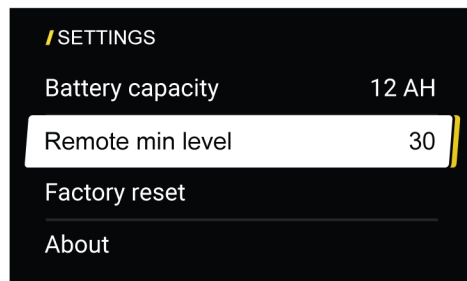 SETTINGS
Battery capacity 12 AH
Remote min level 30
Factory reset
About